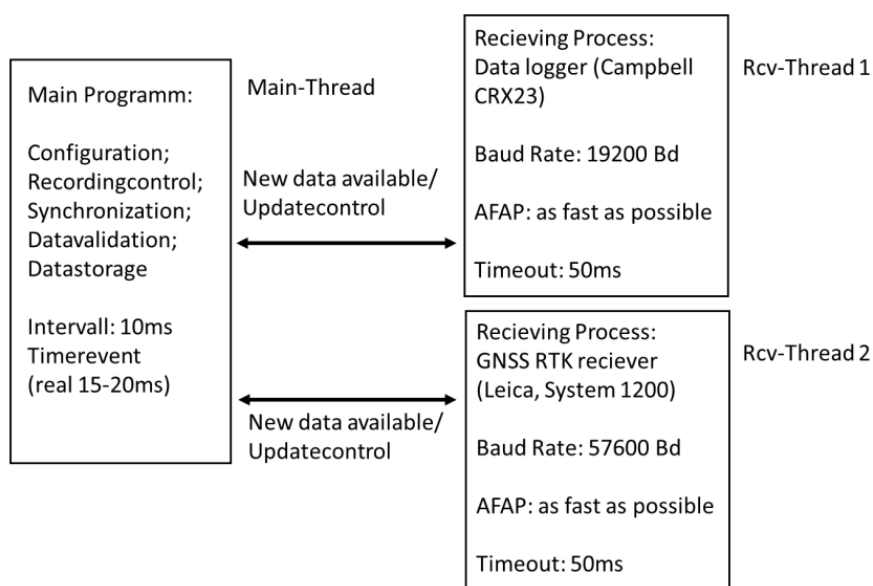 Main Programm:
Configuration;
Recordingcontrol;
Synchronization;
Datavalidation;
Datastorage
Intervall: 10ms
Timerevent
(real 15-20ms)
Main-Thread
New data available/
Updatecontrol
New data available/
Updatecontrol
Recieving Process:
Data logger (Campbell
CRX23)
Baud Rate: 19200 Bd
AFAP: as fast as possible
Timeout: 50ms
Rcv-Thread 1
Recieving Process:
GNSS RTK reciever
(Leica, System 1200)
Baud Rate: 57600 Bd
AFAP: as fast as possible
Timeout: 50ms
Rcv-Thread 2